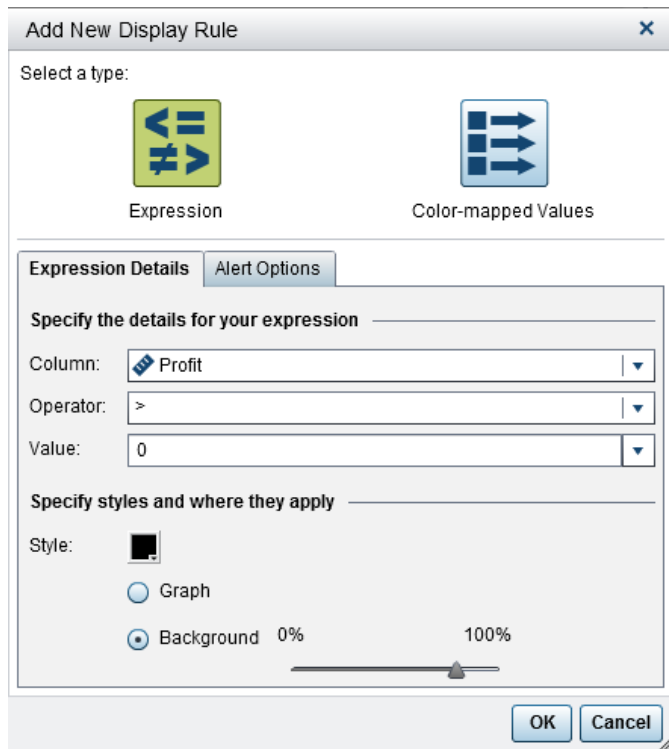 Add New Display Rule
Select a type:
Expression Color-mapped Values
Expression Details Alert Options
Specify the details for your expression
Column: Profit
Operator: >
Value: 0
Specify styles and where they apply
Style:
Graph
Background 0% 100%
OK Cancel